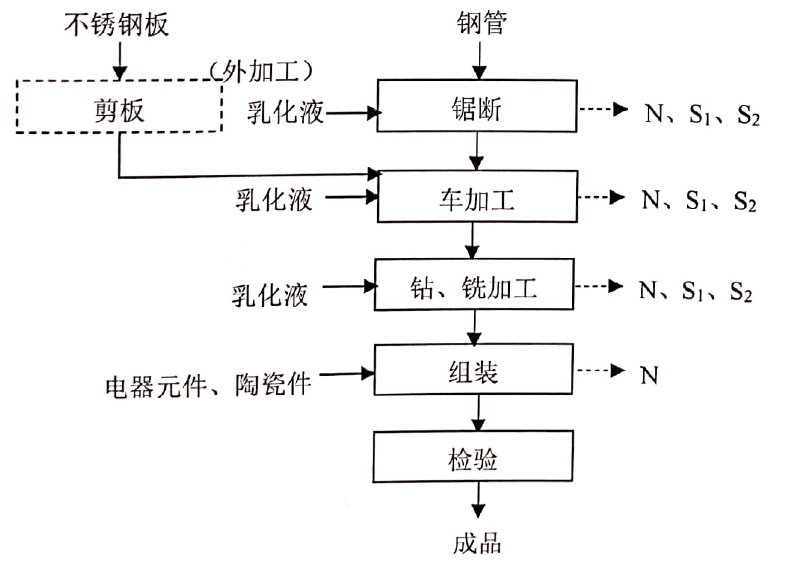 不锈钢板
钢管
（外加工）
剪板
乳化液
锯断
N、S₁、S₂
乳化液
车加工
N、S₁、S₂
乳化液
钻、铣加工
N、S₁、S₂
电器元件、陶瓷件
组装
N
检验
成品